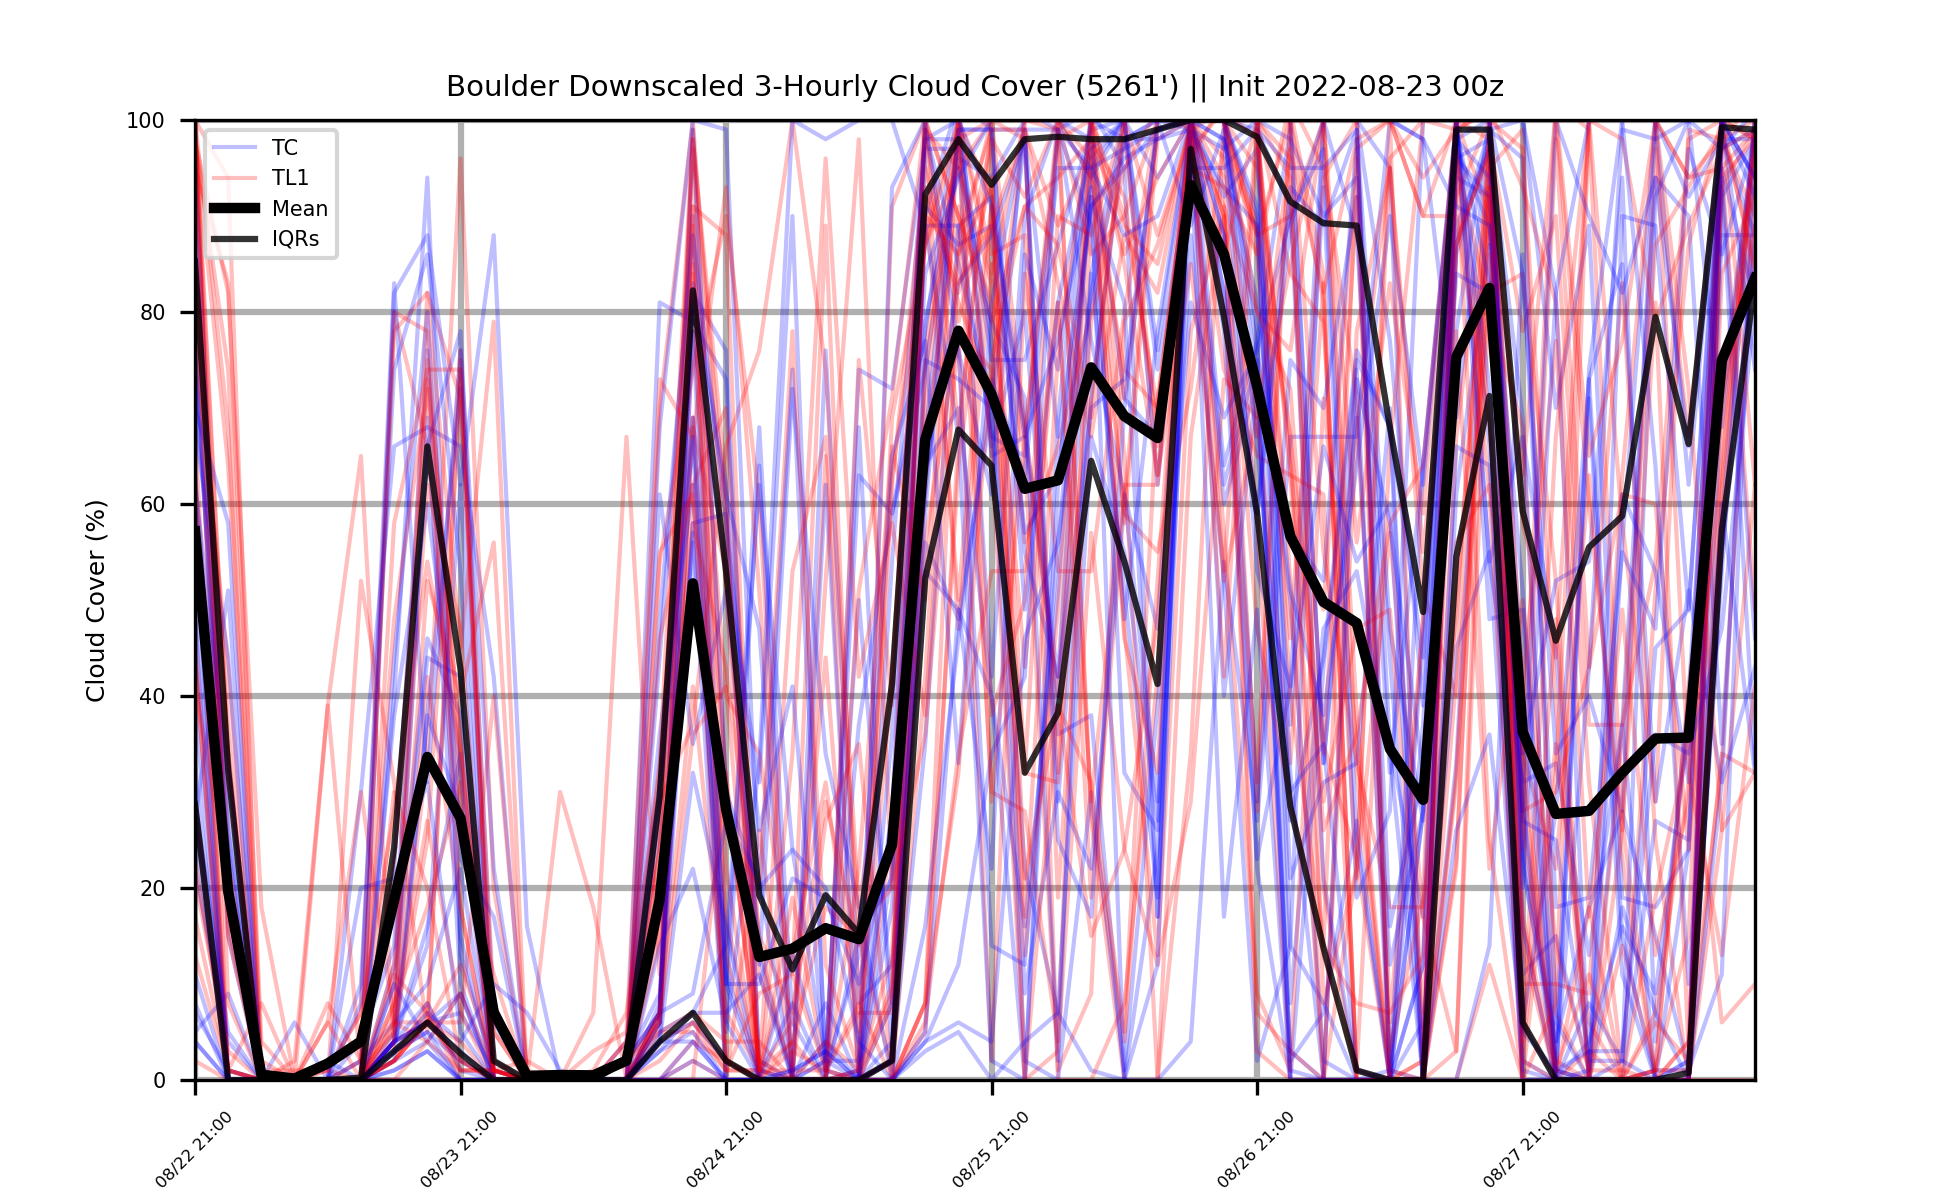 Boulder Downscaled 3-Hourly Cloud Cover (5261') || Init 2022-08-23 00z
Cloud Cover (%)
100
80
60
40
20
0
TC
TL1
Mean
IQRs
08/22 21:00
08/23 21:00
08/24 21:00
08/25 21:00
08/26 21:00
08/27 21:00